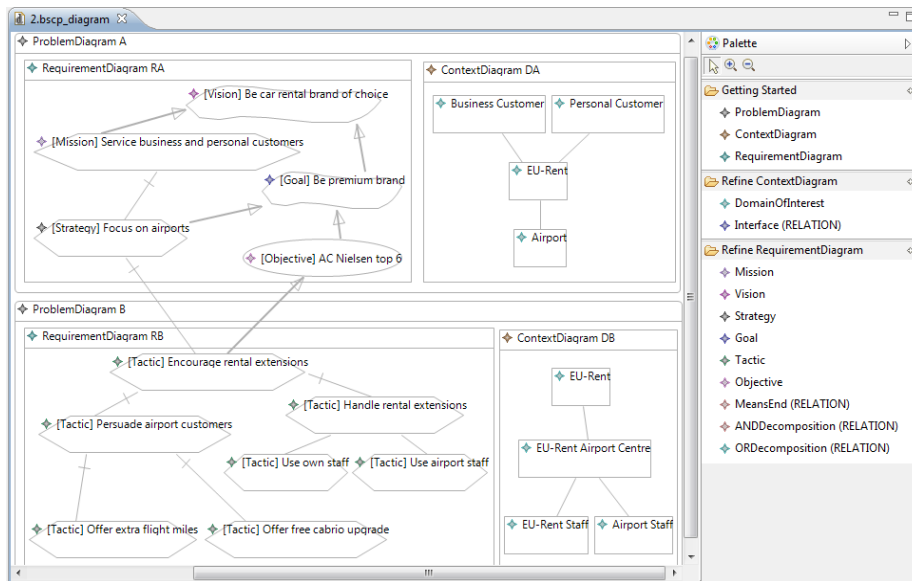 2.bscp_diagram
ProblemDiagram A
RequirementDiagram RA
[Vision] Be car rental brand of choice
[Mission] Service business and personal customers
[Goal] Be premium brand
[Strategy] Focus on airports
[Objective] AC Nielsen top 6
ContextDiagram DA
Business Customer
Personal Customer
EU-Rent
Airport
ProblemDiagram B
RequirementDiagram RB
[Tactic] Encourage rental extensions
[Tactic] Handle rental extensions
[Tactic] Persuade airport customers
[Tactic] Use own staff
[Tactic] Use airport staff
[Tactic] Offer extra flight miles
[Tactic] Offer free cabrio upgrade
ContextDiagram DB
EU-Rent
EU-Rent Airport Centre
EU-Rent Staff
Airport Staff
Palette
Getting Started
ProblemDiagram
ContextDiagram
RequirementDiagram
Refine ContextDiagram
DomainOfInterest
Interface (RELATION)
Refine RequirementDiagram
Mission
Vision
Strategy
Goal
Tactic
Objective
MeansEnd (RELATION)
ANDDecomposition (RELATION)
ORDecomposition (RELATION)